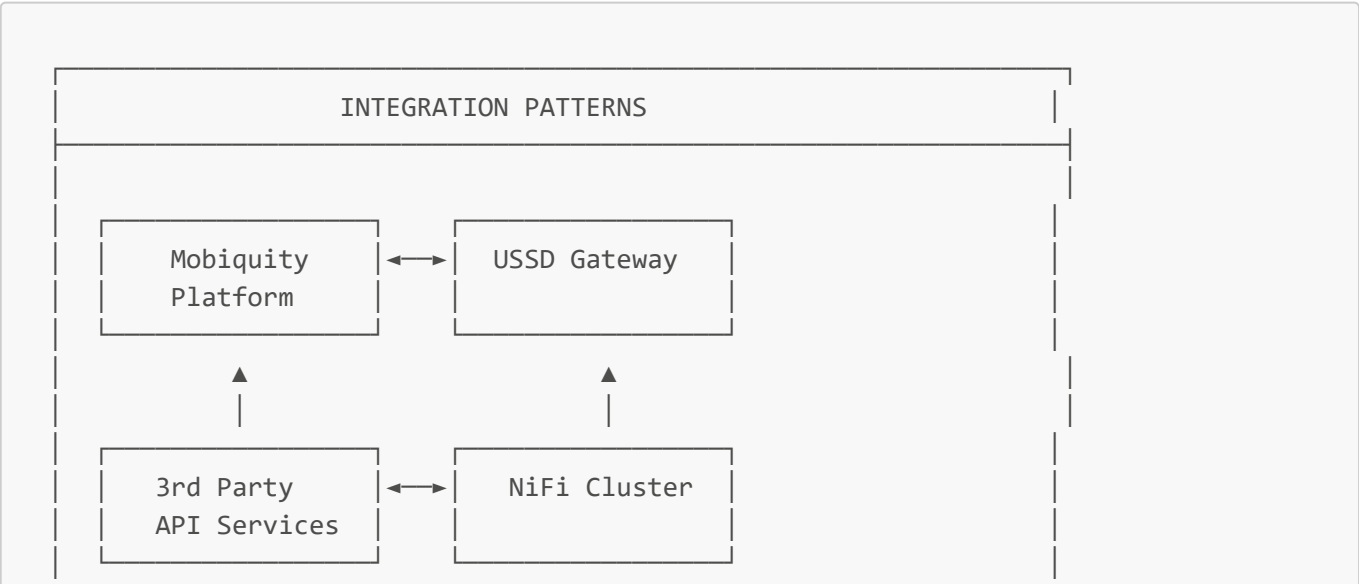 INTEGRATION PATTERNS
Mobiquity USSD Gateway
Platform
3rd Party NiFi Cluster
API Services